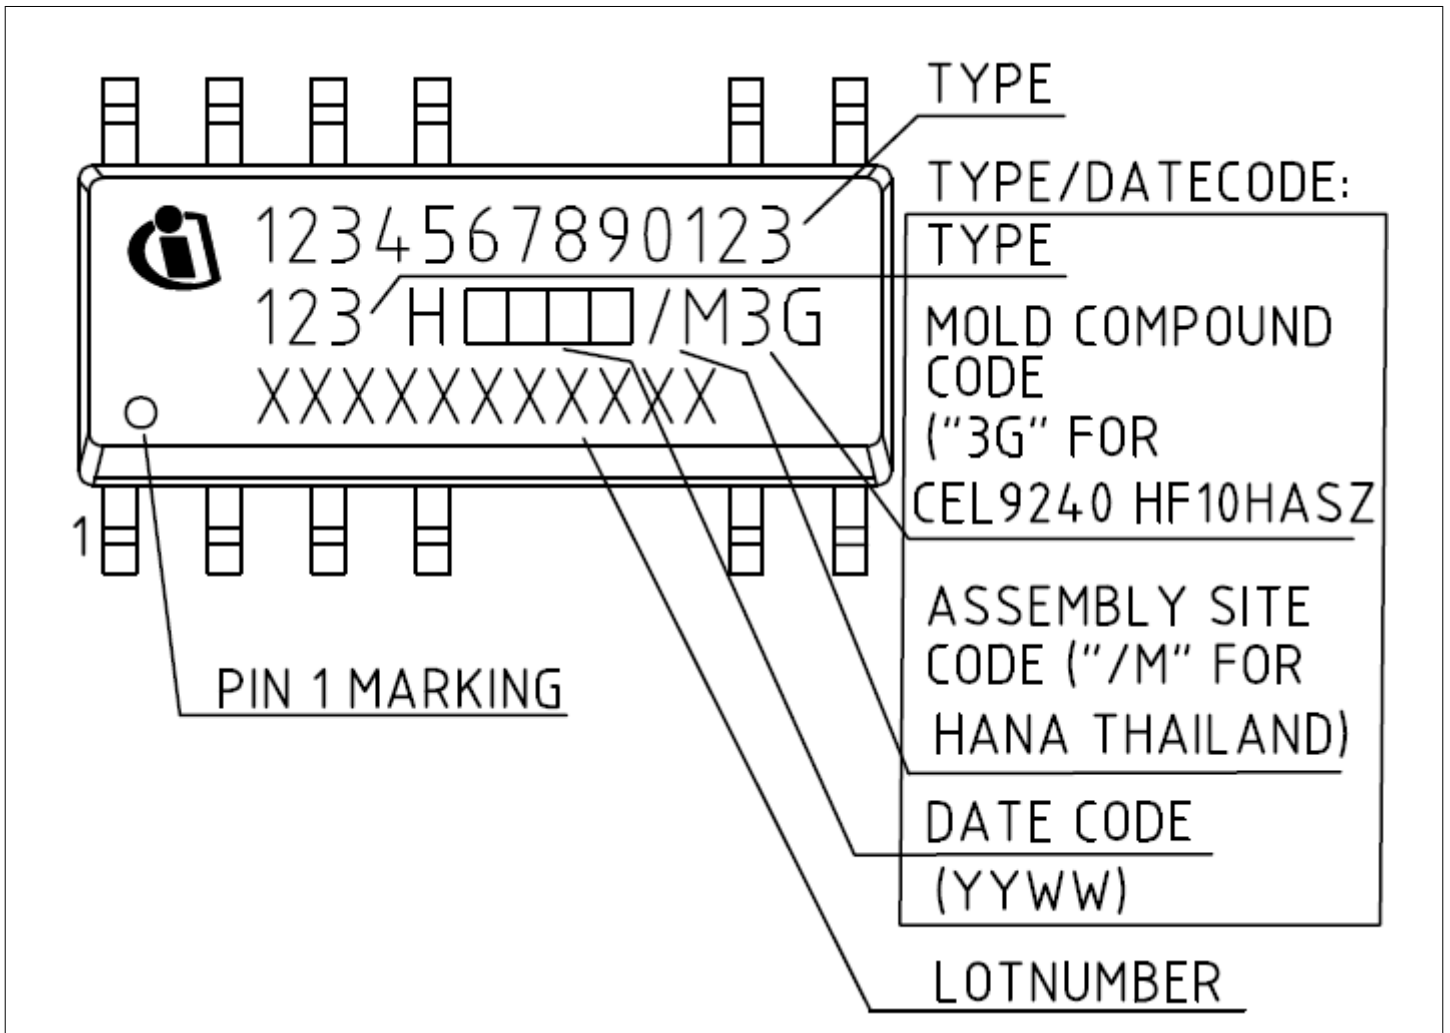 1234567890123
123 H□□□□/M3G
XXXXXXXXXXX
1
PIN 1 MARKING
TYPE
TYPE/DATECODE:
TYPE
MOLD COMPOUND
CODE
("3G" FOR
CEL9240 HF10HASZ
ASSEMBLY SITE
CODE ("/M" FOR
HANA THAILAND)
DATE CODE
(YYWW)
LOTNUMBER